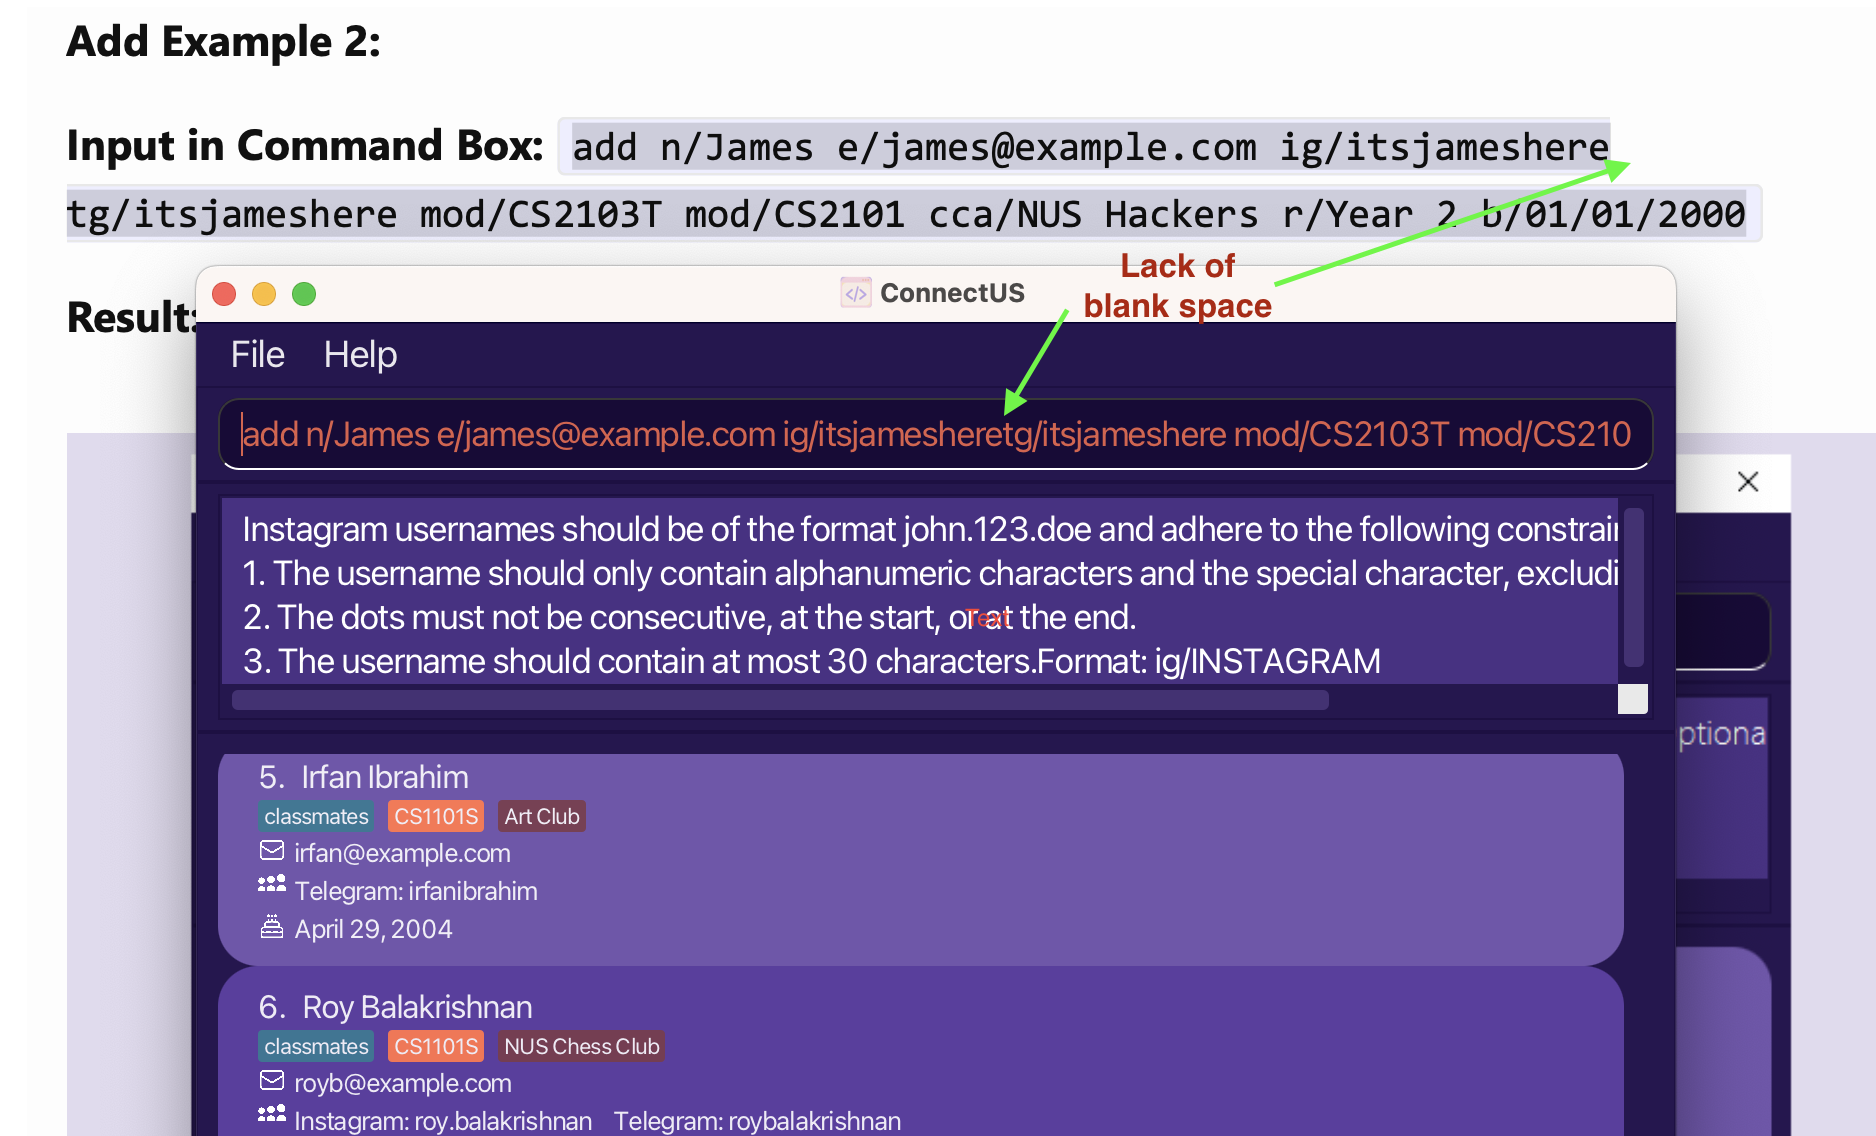 Add Example 2:
Input in Command Box: add n/James e/james@example.com ig/itsjameshere
tg/itsjameshere mod/CS2103T mod/CS2101 cca/NUS Hackers r/Year 2 b/01/01/2000
Lack of
blank space
Result:
ConnectUS
File Help
add n/James e/james@example.com ig/itsjamesheretg/itsjameshere mod/CS2103T mod/CS210
Instagram usernames should be of the format john.123.doe and adhere to the following constrain
1. The username should only contain alphanumeric characters and the special character, excludi
2. The dots must not be consecutive, at the start, or at the end.
Text
3. The username should contain at most 30 characters.Format: ig/INSTAGRAM
ptiona
5. Irfan Ibrahim
classmates CS1101S Art Club
irfan@example.com
Telegram: irfanibrahim
April 29, 2004
6. Roy Balakrishnan
classmates CS1101S NUS Chess Club
royb@example.com
Instagram: roy.balakrishnan Telegram: roybalakrishnan